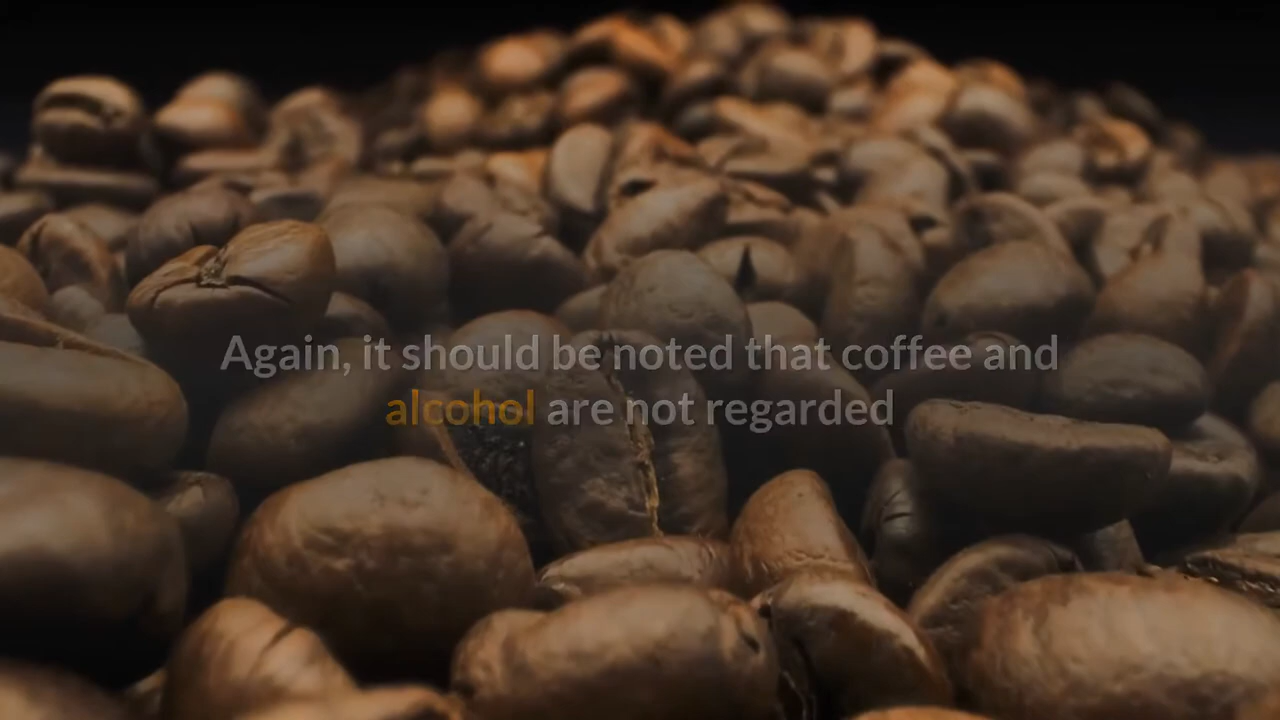 Again, it should be noted that coffee and
alcohol are not regarded